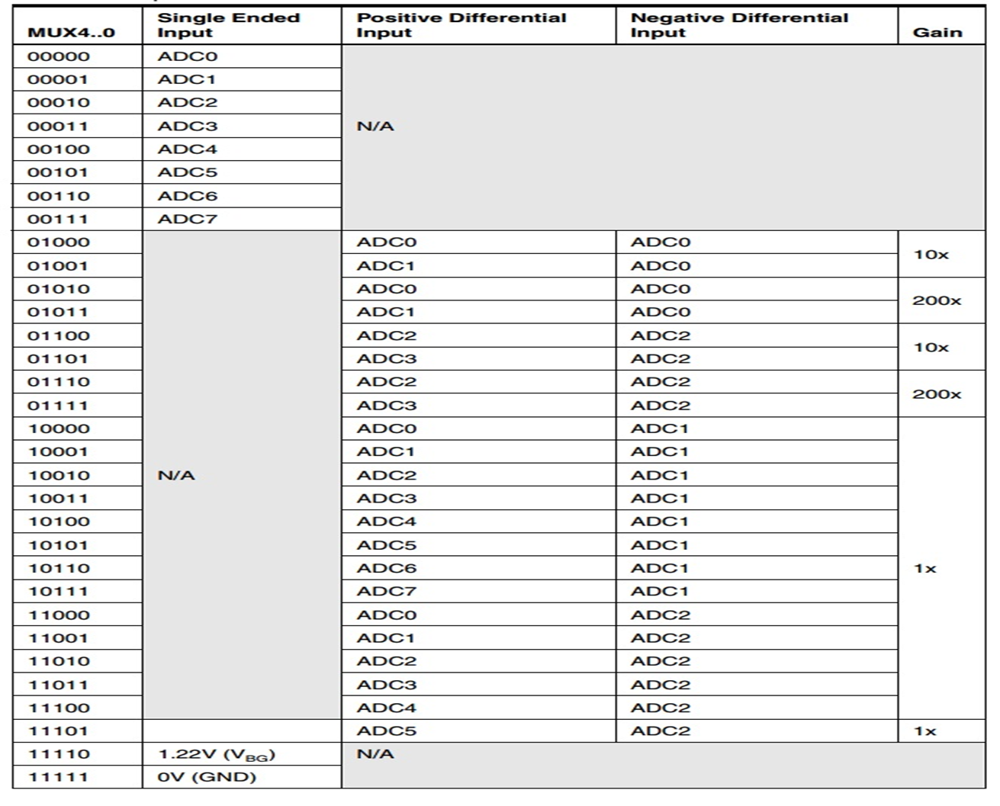 MUX4..0 Single Ended Input Positive Differential Input Negative Differential Input Gain
00000 ADC0
00001 ADC1
00010 ADC2
00011 ADC3 N/A
00100 ADC4
00101 ADC5
00110 ADC6
00111 ADC7
01000 ADC0 ADC0
10x
01001 ADC1 ADC0
01010 ADC0 ADC0
200x
01011 ADC1 ADC0
01100 ADC2 ADC2
10x
01101 ADC3 ADC2
01110 ADC2 ADC2
200x
01111 ADC3 ADC2
10000 ADC0 ADC1
10001 ADC1 ADC1
10010 N/A ADC2 ADC1
10011 ADC3 ADC1
10100 ADC4 ADC1
10101 ADC5 ADC1
10110 ADC6 ADC1 1x
10111 ADC7 ADC1
11000 ADC0 ADC2
11001 ADC1 ADC2
11010 ADC2 ADC2
11011 ADC3 ADC2
11100 ADC4 ADC2
11101 ADC5 ADC2 1x
11110 1.22V (VBG) N/A
11111 0V (GND)